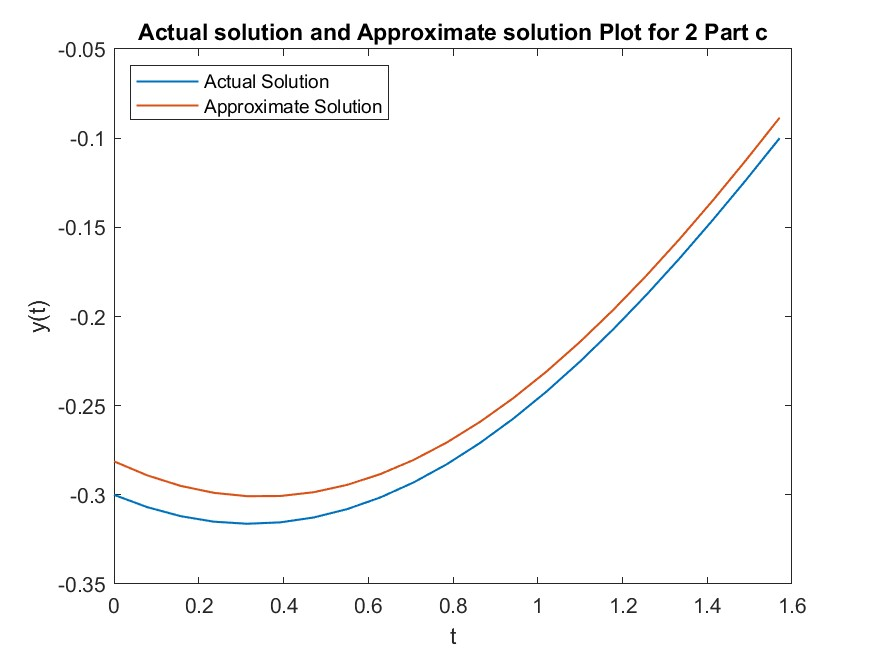 Actual solution and Approximate solution Plot for 2 Part c
-0.05
Actual Solution
Approximate Solution
-0.1
-0.15
-0.2
y(t)
-0.25
-0.3
-0.35
0 0.2 0.4 0.6 0.8 1 1.2 1.4 1.6
t